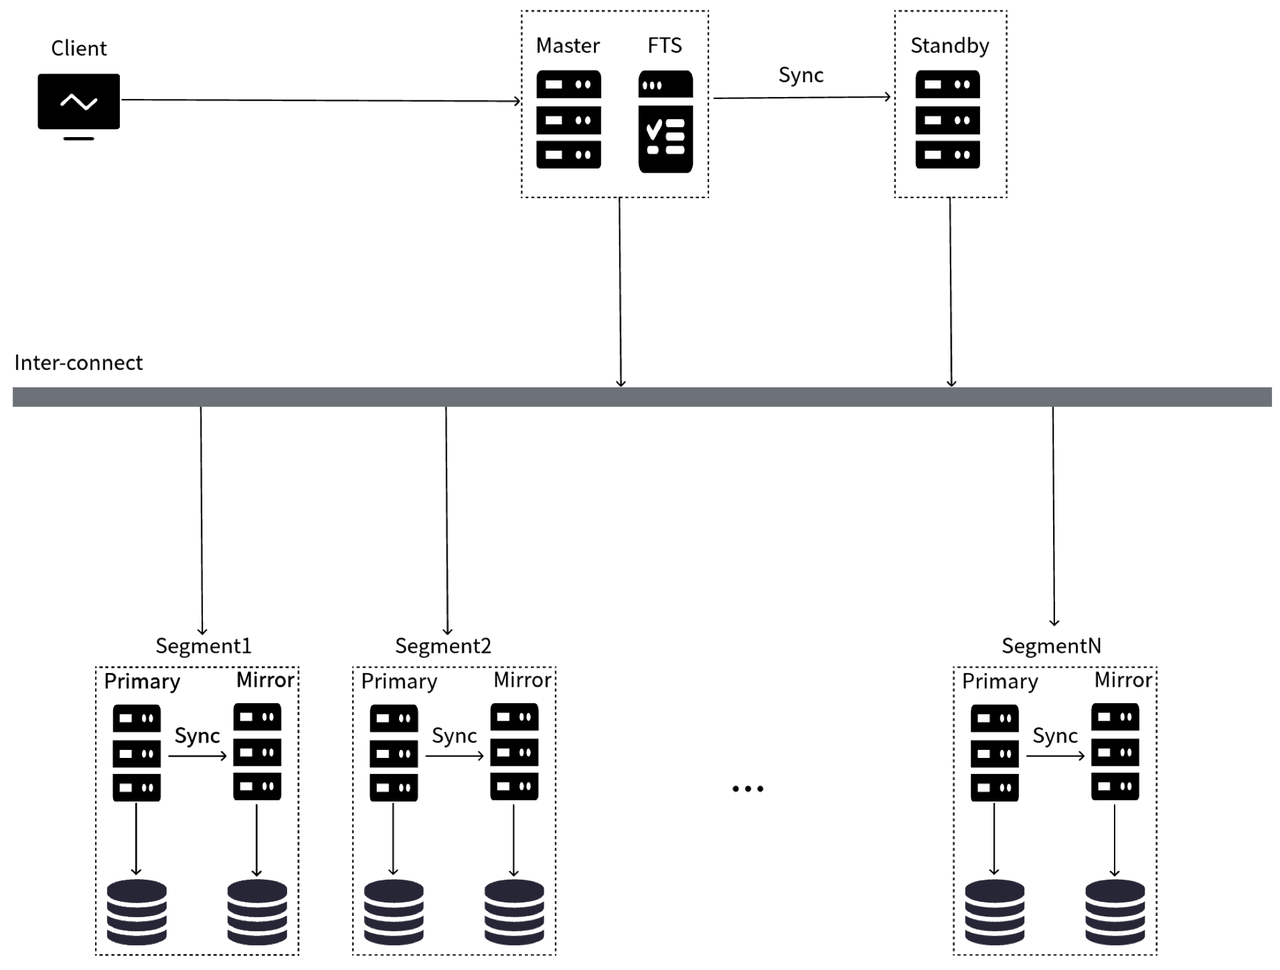 Client
Master
FTS
Sync
Standby
Inter-connect
Segment1
Segment2
SegmentN
Primary
Mirror
Primary
Mirror
Primary
Mirror
Sync
Sync
Sync
...